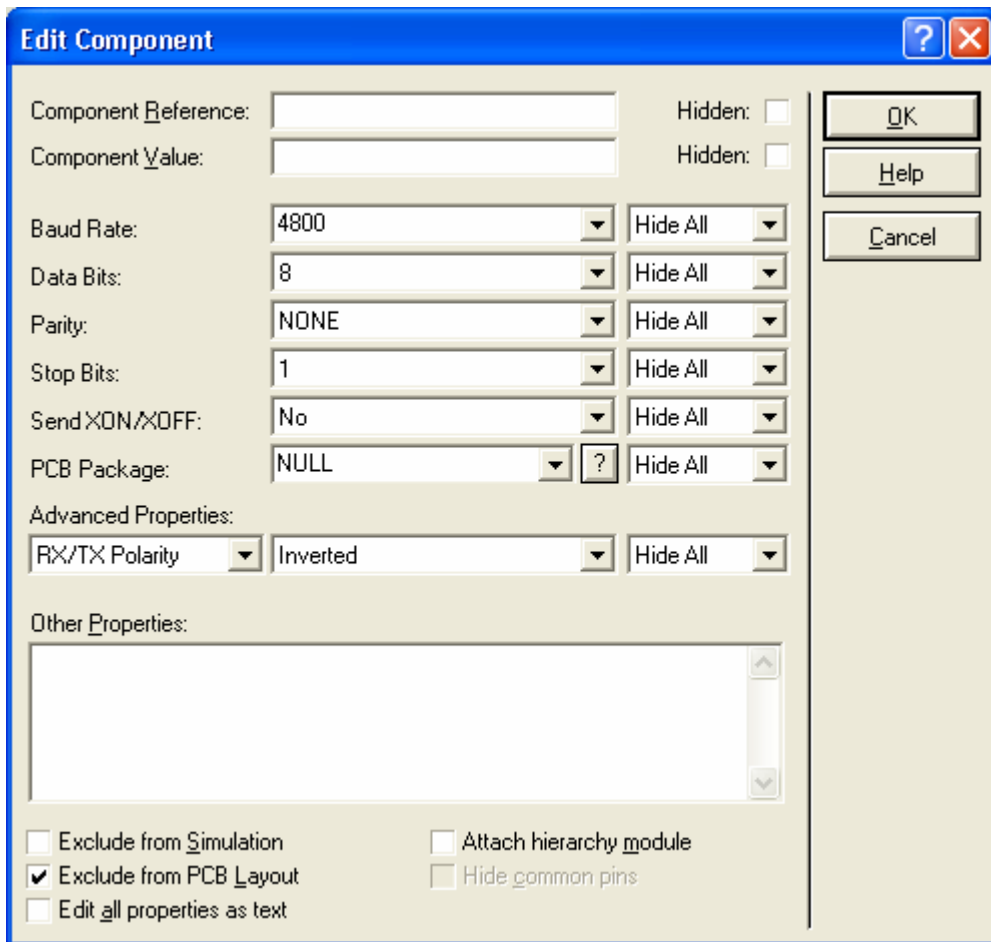 Edit Component
Component Reference: Hidden: OK
Component Value: Hidden: Help
Baud Rate: 4800 Hide All Cancel
Data Bits: 8 Hide All
Parity: NONE Hide All
Stop Bits: 1 Hide All
Send XON/XOFF: No Hide All
PCB Package: NULL ? Hide All
Advanced Properties:
RX/TX Polarity Inverted Hide All
Other Properties:
Exclude from Simulation Attach hierarchy module
Exclude from PCB Layout Hide common pins
Edit all properties as text